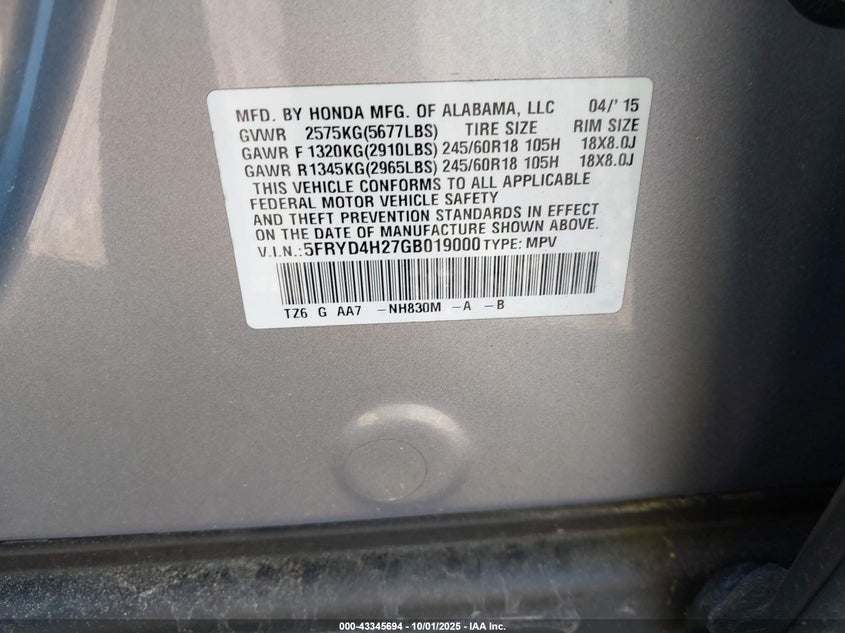 MFD. BY HONDA MFG. OF ALABAMA, LLC 04/'15
GVWR 2575KG(5677LBS) TIRE SIZE RIM SIZE
GAWR F 1320KG(2910LBS) 245/60R18 105H 18X8.0J
GAWR R1345KG(2965LBS) 245/60R18 105H 18X8.0J
THIS VEHICLE CONFORMS TO ALL APPLICABLE
FEDERAL MOTOR VEHICLE SAFETY
AND THEFT PREVENTION STANDARDS IN EFFECT
ON THE DATE OF MANUFACTURE SHOWN ABOVE.
V.I.N.:5FRYD4H27GB019000 TYPE: MPV
TZ6 G AA7 -NH830M -A -B
000-43345694 - 10/01/2025 - IAA Inc.